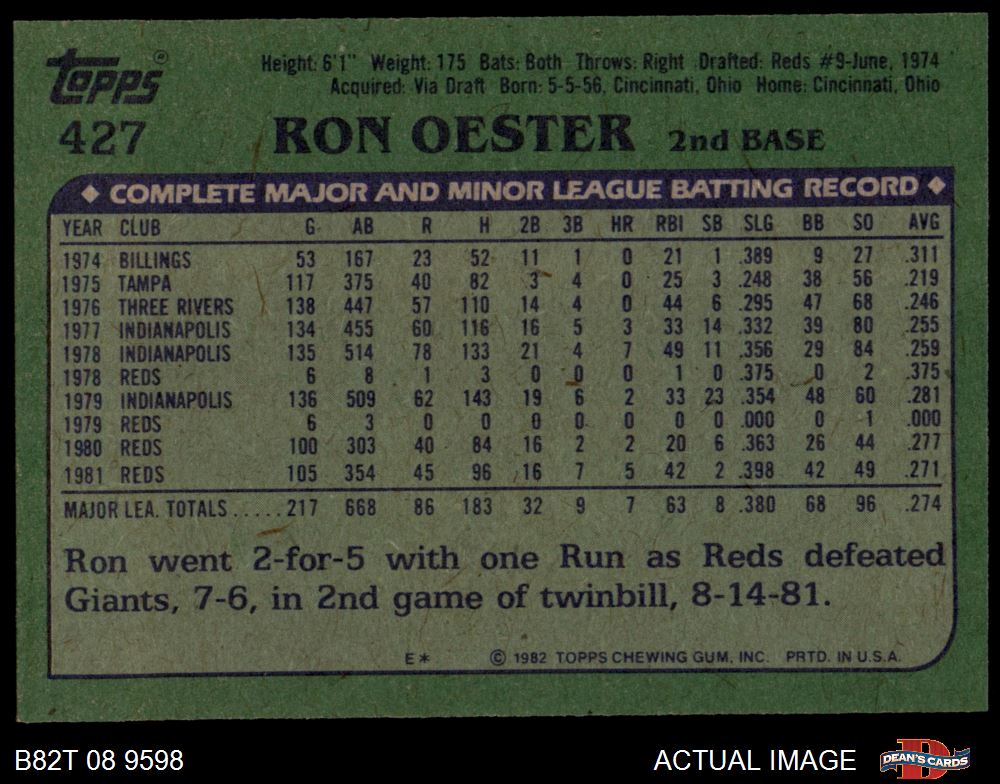 Topps®
Height: 6'1" Weight: 175 Bats: Both Throws: Right Drafted: Reds #9-June, 1974
Acquired: Via Draft Born: 5-5-56, Cincinnati, Ohio Home: Cincinnati, Ohio
427 RON OESTER 2nd BASE
◆ COMPLETE MAJOR AND MINOR LEAGUE BATTING RECORD ◆
YEAR CLUB G AB R H 2B 3B HR RBI SB SLG BB SO AVG
1974 BILLINGS 53 167 23 52 11 1 0 21 1 .389 9 27 .311
1975 TAMPA 117 375 40 82 3 4 0 25 3 .248 38 56 .219
1976 THREE RIVERS 138 447 57 110 14 4 0 44 6 .295 47 68 .246
1977 INDIANAPOLIS 134 455 60 116 16 5 3 33 14 .332 39 80 .255
1978 INDIANAPOLIS 135 514 78 133 21 4 7 49 11 .356 29 84 .259
1978 REDS 6 8 1 3 0 0 0 1 0 .375 0 2 .375
1979 INDIANAPOLIS 136 509 62 143 19 6 2 33 23 .354 48 60 .281
1979 REDS 6 3 0 0 0 0 0 0 0 .000 0 1 .000
1980 REDS 100 303 40 84 16 2 2 20 6 .363 26 44 .277
1981 REDS 105 354 45 96 16 7 5 42 2 .398 42 49 .271
MAJOR LEA. TOTALS.....217 668 86 183 32 9 7 63 8 .380 68 96 .274
Ron went 2-for-5 with one Run as Reds defeated
Giants, 7-6, in 2nd game of twinbill, 8-14-81.
E* © 1982 TOPPS CHEWING GUM, INC. PRTD. IN U.S.A.
B82T 08 9598 ACTUAL IMAGE DEAN'S CARDS